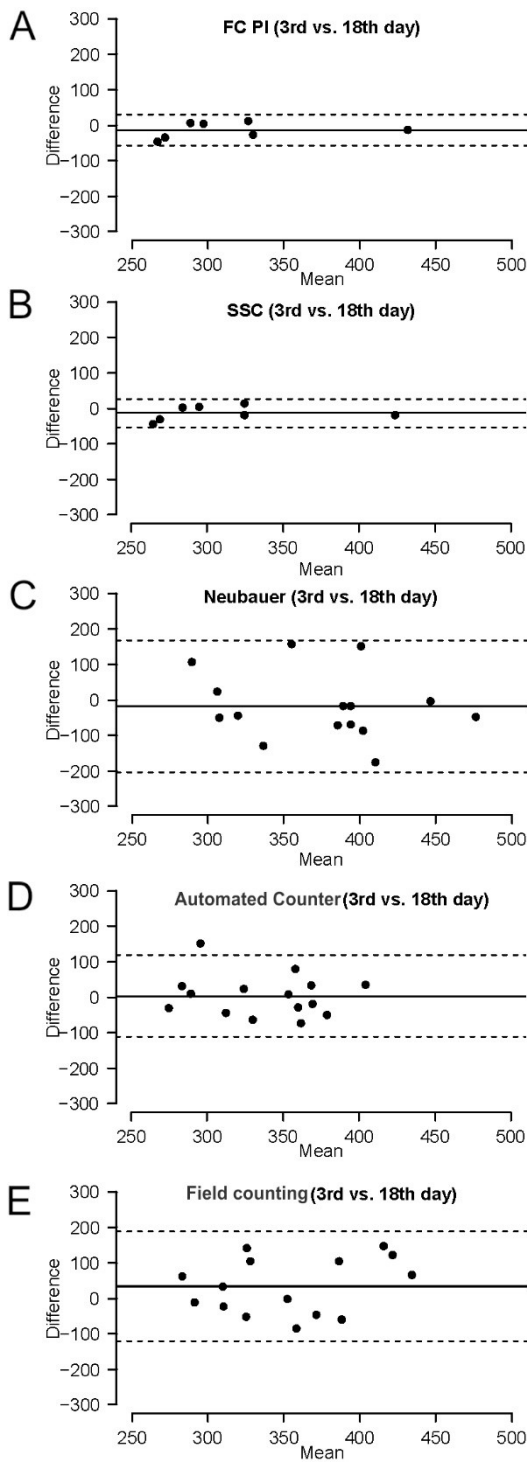 A
FC PI (3rd vs. 18th day)
300
200
100
0
−100
−200
−300
Difference
250 300 350 400 450 500
Mean
B
SSC (3rd vs. 18th day)
300
200
100
0
−100
−200
−300
Difference
250 300 350 400 450 500
Mean
C
Neubauer (3rd vs. 18th day)
300
200
100
0
−100
−200
−300
Difference
250 300 350 400 450 500
Mean
D
Automated Counter(3rd vs. 18th day)
300
200
100
0
−100
−200
−300
Difference
250 300 350 400 450 500
Mean
E
Field counting(3rd vs. 18th day)
300
200
100
0
−100
−200
−300
Difference
250 300 350 400 450 500
Mean